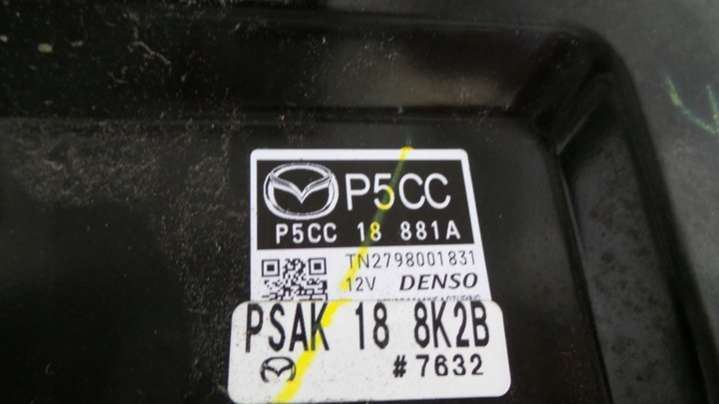 P5CC
P5CC 18 881A
TN2798001831
12V DENSO
PSAK 18 8K2B
#7632